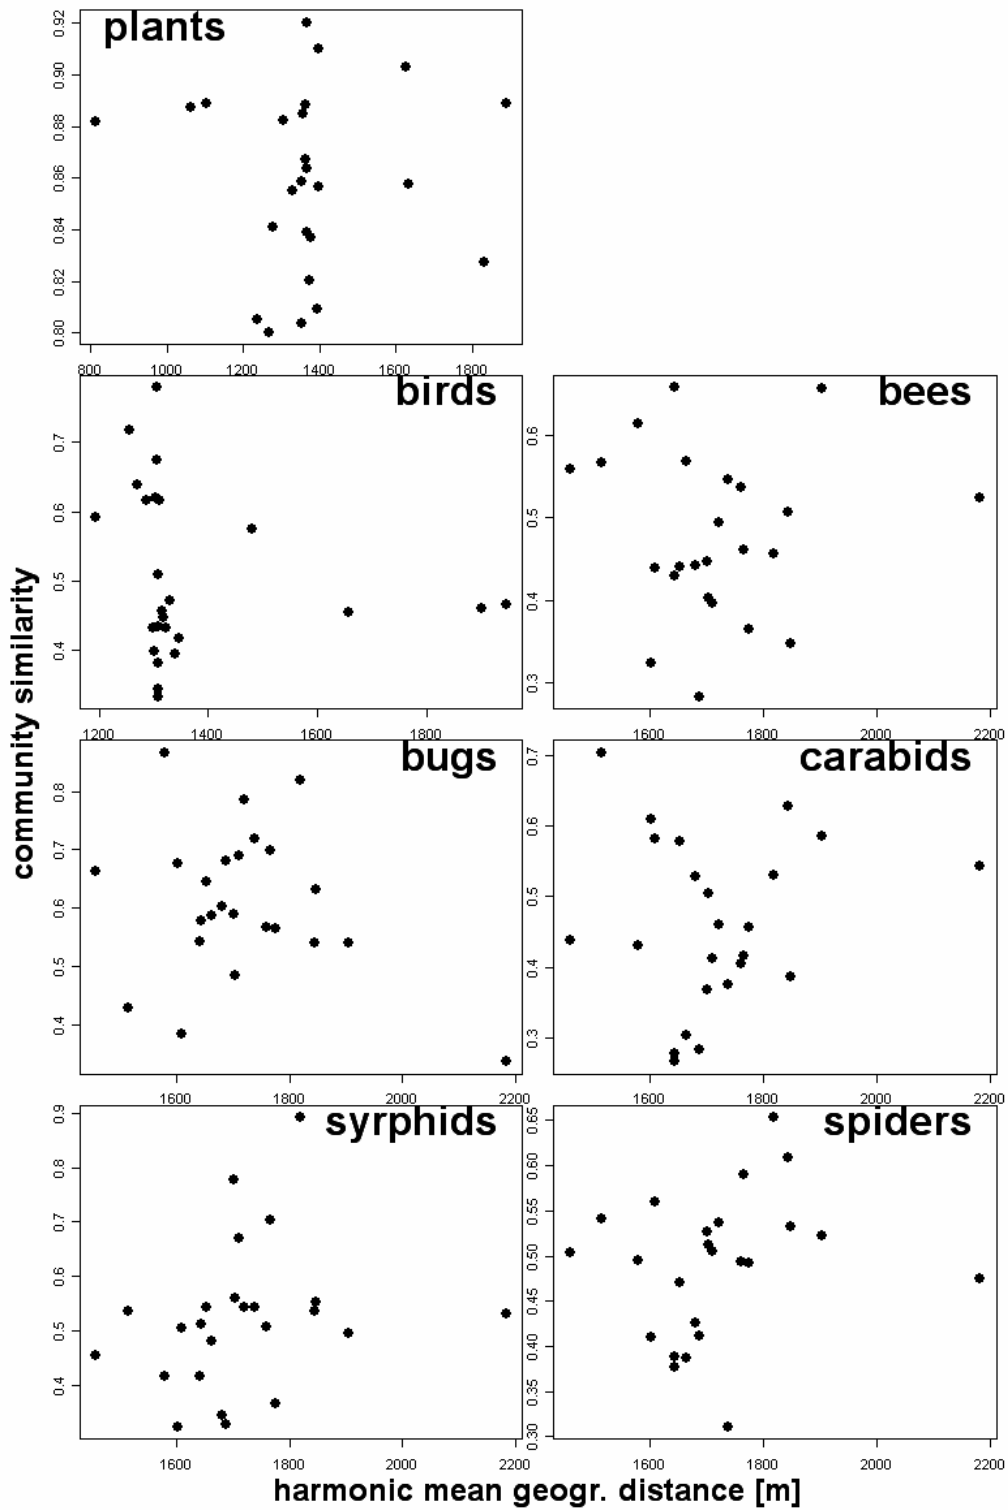 plants
0.92
0.90
0.88
0.86
0.84
0.82
0.80
800 1000 1200 1400 1600 1800
birds
0.7
0.6
0.5
0.4
1200 1400 1600 1800
bees
0.6
0.5
0.4
0.3
1600 1800 2000 2200
community similarity
bugs
0.8
0.7
0.6
0.5
0.4
1600 1800 2000 2200
carabids
0.7
0.6
0.5
0.4
0.3
1600 1800 2000 2200
syrphids
0.9
0.8
0.7
0.6
0.5
0.4
1600 1800 2000 2200
spiders
0.65
0.60
0.55
0.50
0.45
0.40
0.35
0.30
1600 1800 2000 2200
harmonic mean geogr. distance [m]